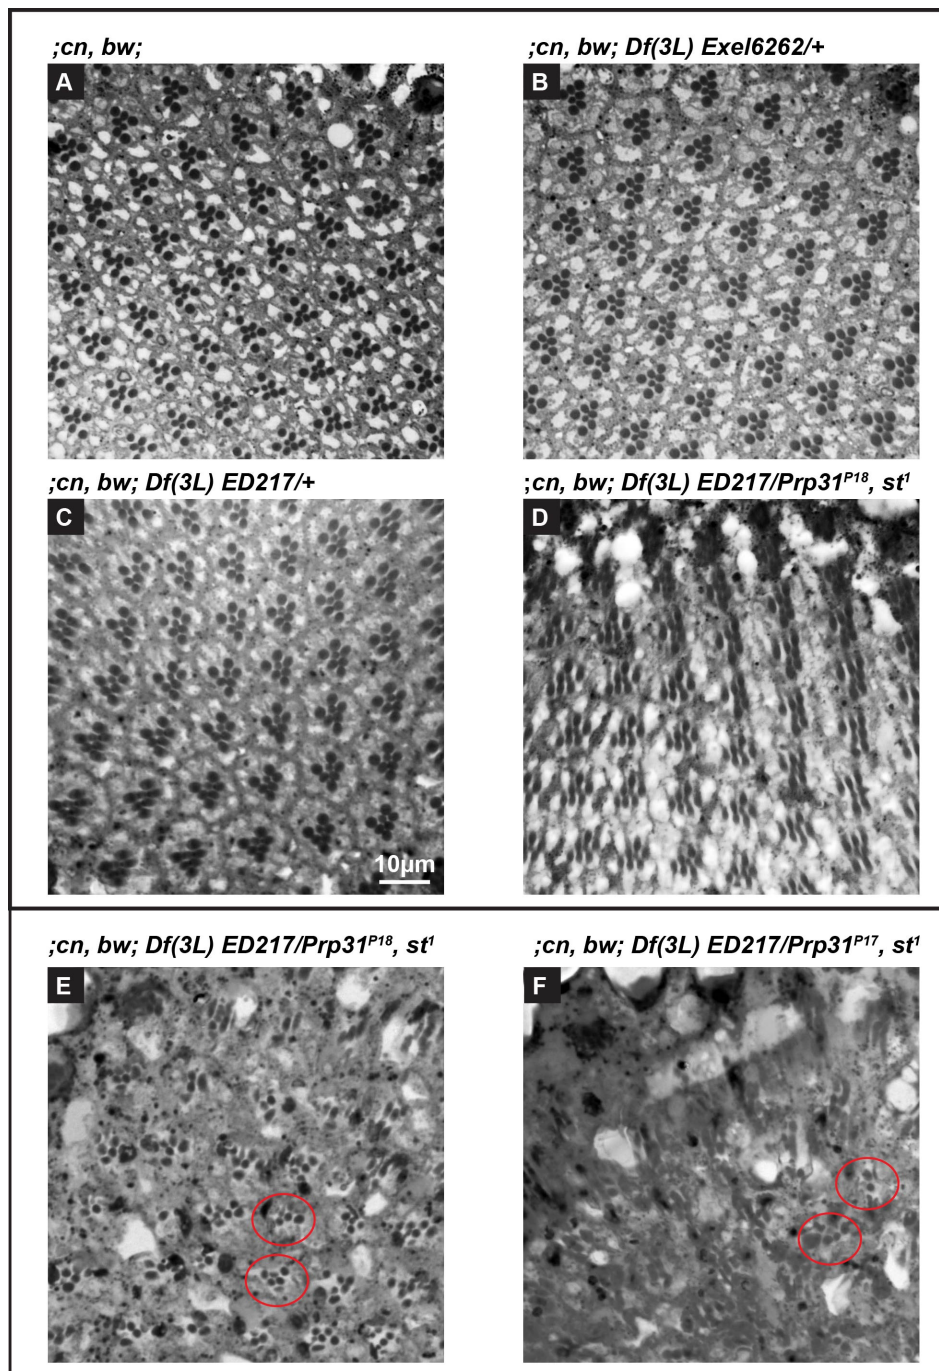 ;cn, bw;
;cn, bw; Df(3L) Exel6262/+
A
B
;cn, bw; Df(3L) ED217/+
;cn, bw; Df(3L) ED217/Prp31P18, st1
C
D
10µm
;cn, bw; Df(3L) ED217/Prp31P18, st1
;cn, bw; Df(3L) ED217/Prp31P17, st1
E
F